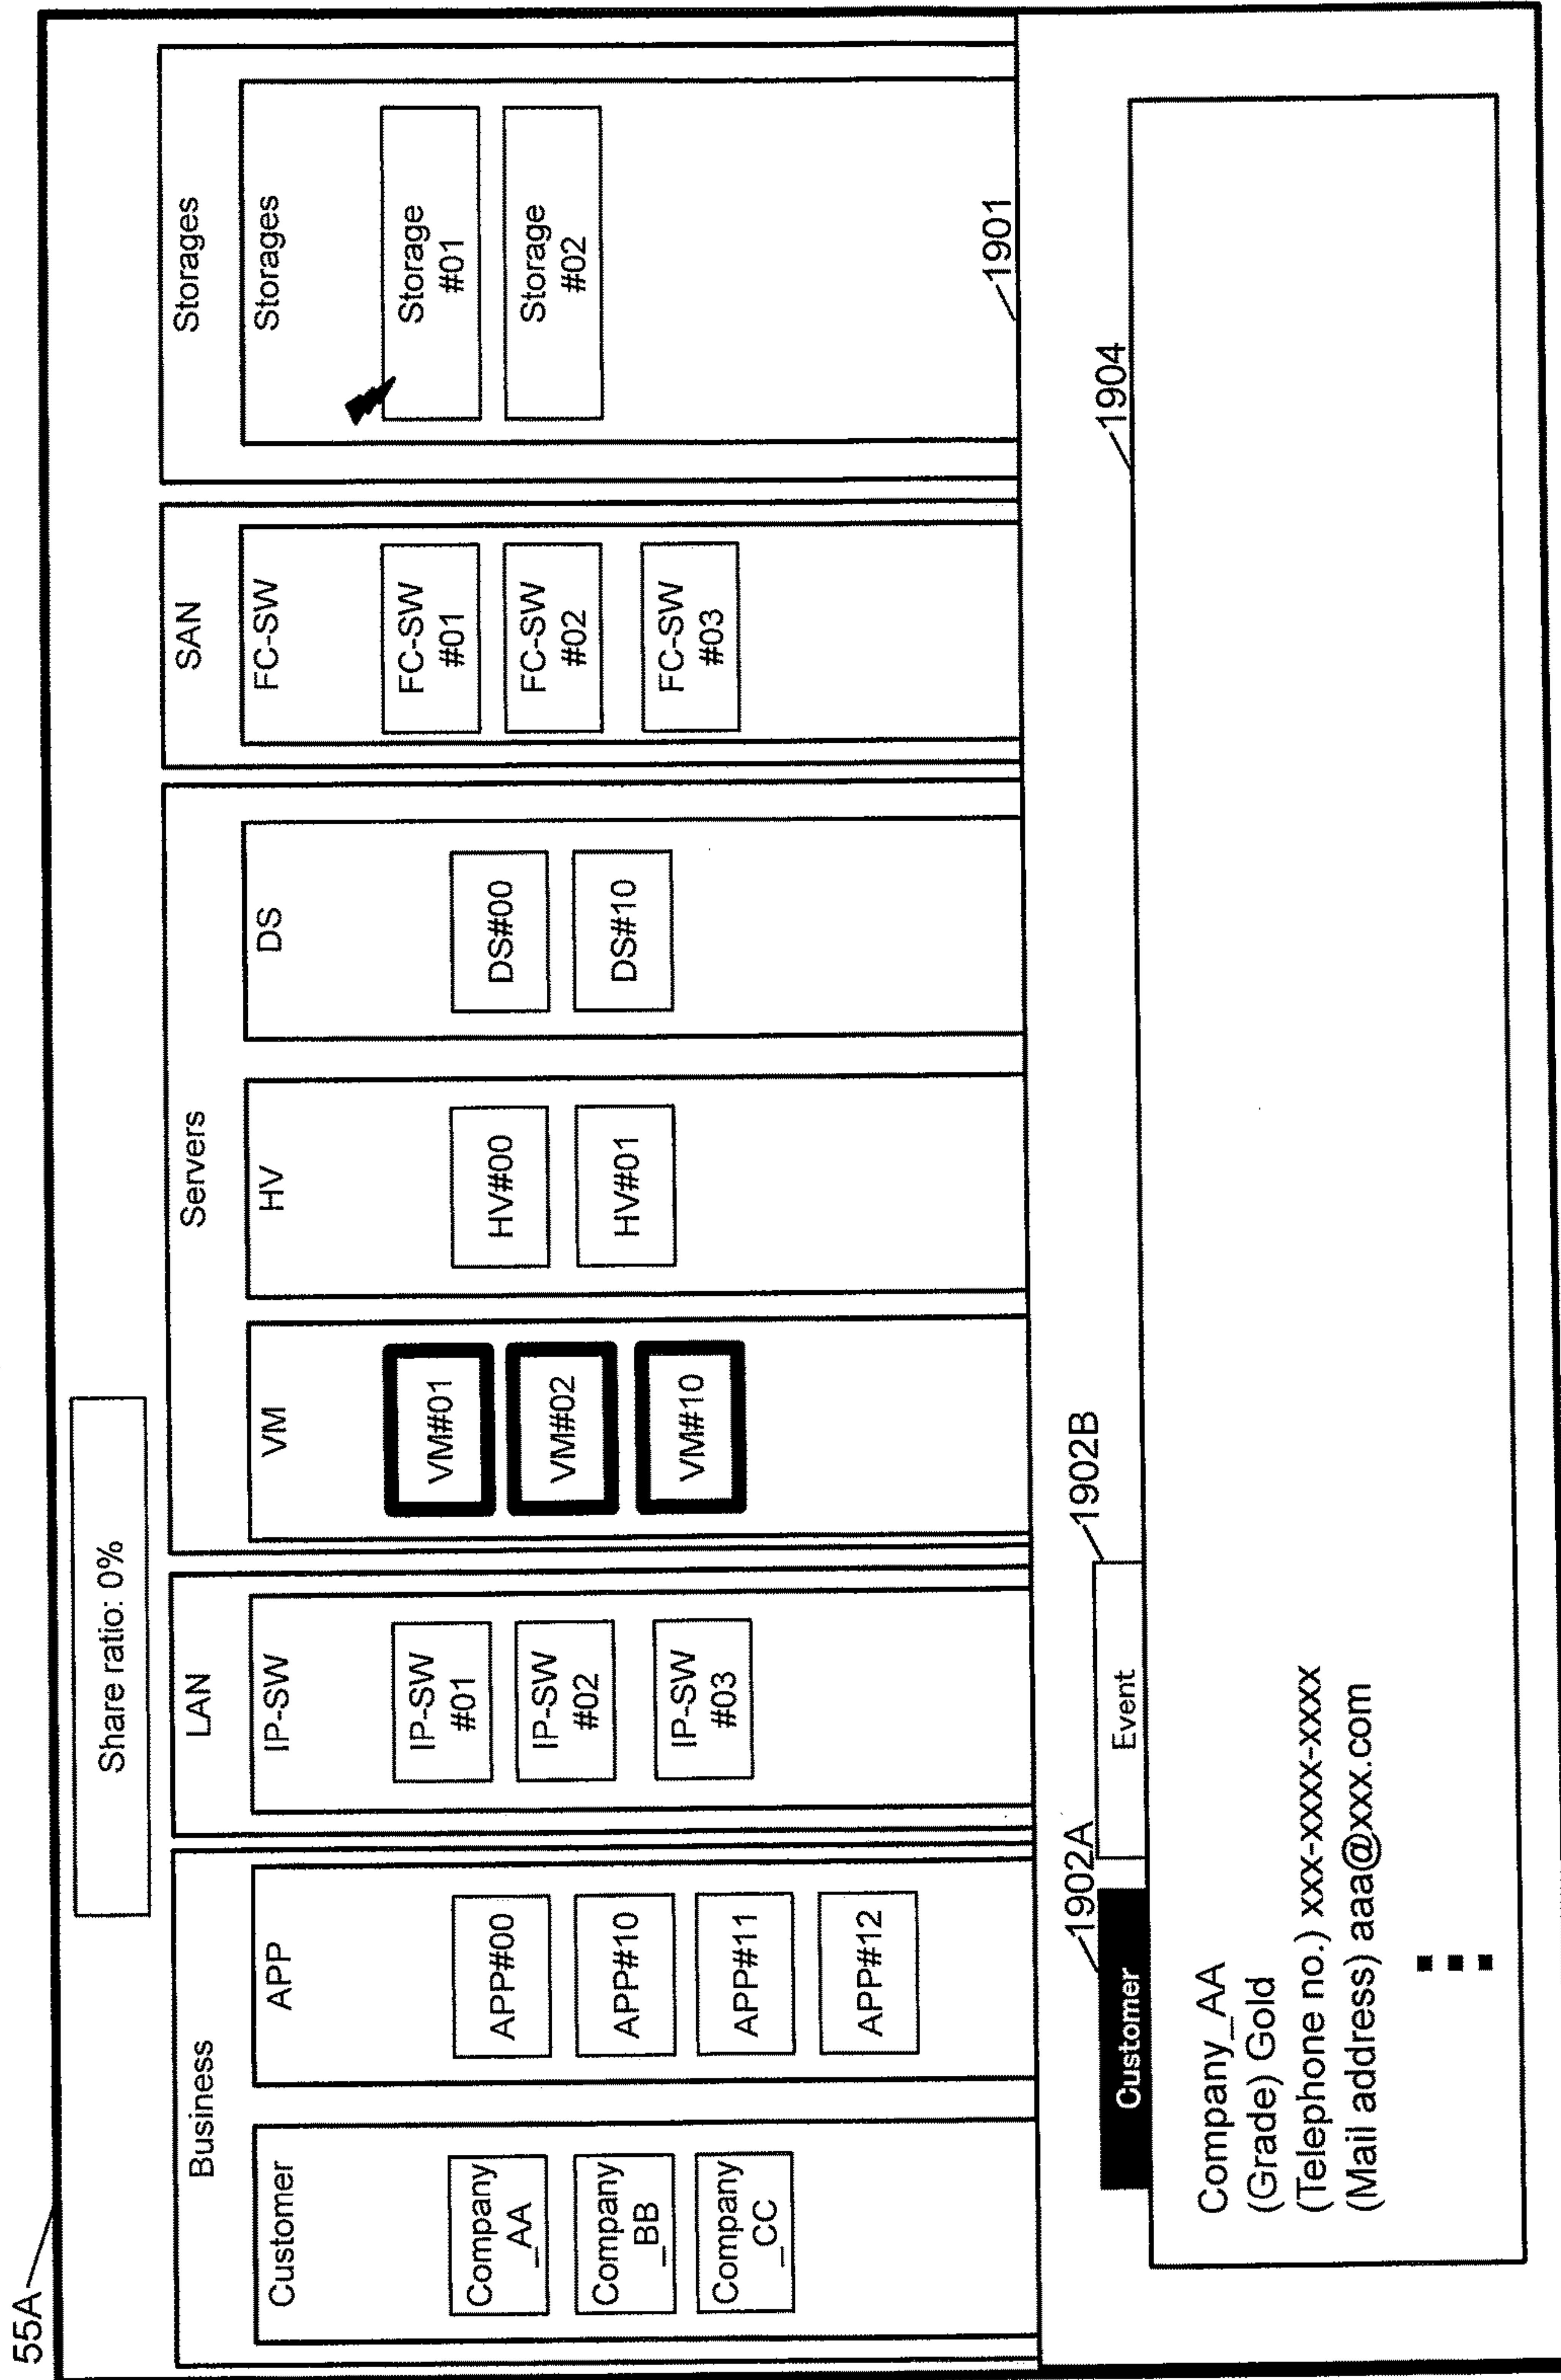 55A
Share ratio: 0%
Business
LAN
Servers
SAN
Storages
Customer
APP
IP-SW
VM
HV
DS
FC-SW
Storages
Company
_AA
Company
_BB
Company
_CC
APP#00
APP#10
APP#11
APP#12
IP-SW
#01
IP-SW
#02
IP-SW
#03
VM#01
VM#02
VM#10
HV#00
HV#01
DS#00
DS#10
FC-SW
#01
FC-SW
#02
FC-SW
#03
Storage
#01
Storage
#02
1901
1902A
1902B
1904
Customer
Event
Company_AA
(Grade) Gold
(Telephone no.) xxx-xxxx-xxxx
(Mail address) aaa@xxx.com